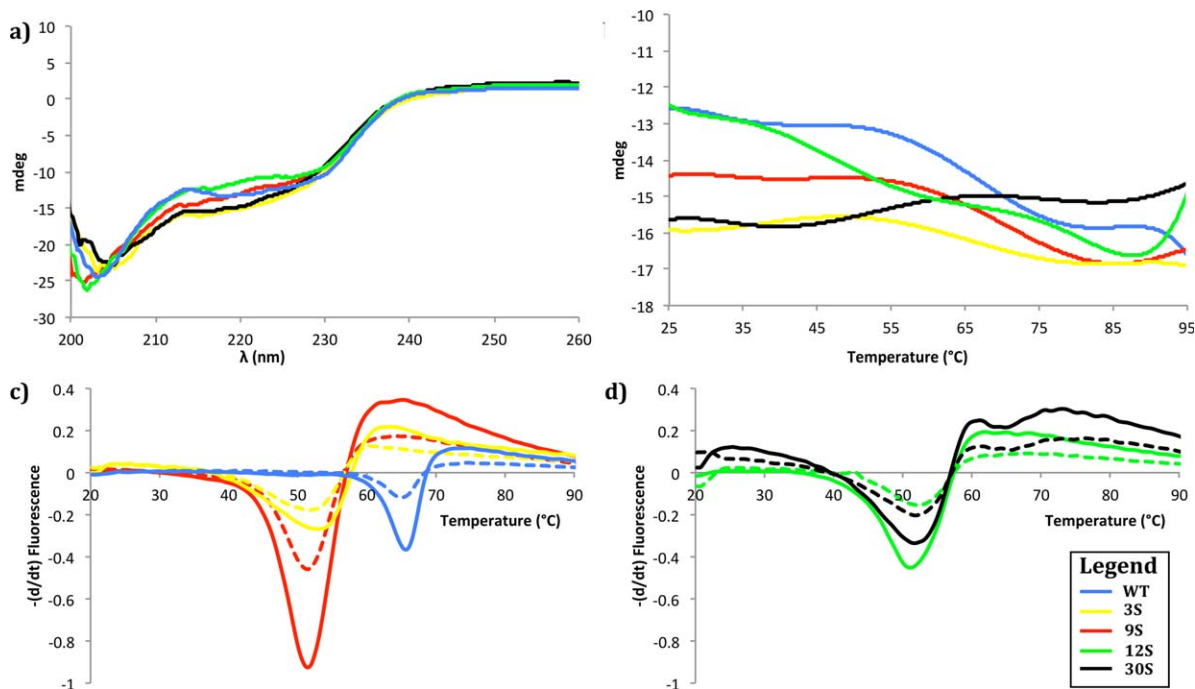 a)
10
5
0
-5
-10
-15
-20
-25
-30
mdeg
200 210 220 230 240 250 260
λ (nm)
-10
-11
-12
-13
-14
-15
-16
-17
-18
mdeg
25 35 45 55 65 75 85 95
Temperature (°C)
c)
0.4
0.2
0
-0.2
-0.4
-0.6
-0.8
-1
-(d/dt) Fluorescence
20 30 40 50 60 70 80 90
Temperature (°C)
d)
0.4
0.2
0
-0.2
-0.4
-0.6
-0.8
-1
-(d/dt) Fluorescence
20 30 40 50 60 70 80 90
Temperature (°C)
Legend
WT
3S
9S
12S
30S